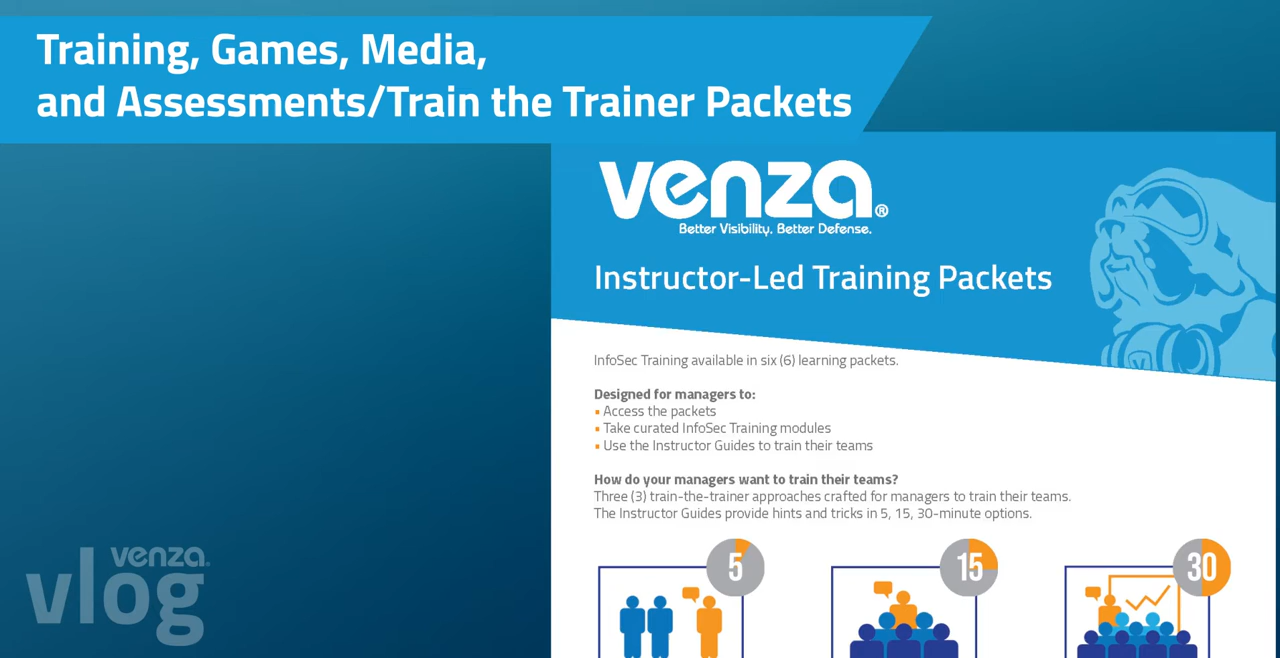 Training, Games, Media,
and Assessments/Train the Trainer Packets
venza®
Better Visibility. Better Defense.
Instructor-Led Training Packets
InfoSec Training available in six (6) learning packets.
Designed for managers to:
▪ Access the packets
▪ Take curated InfoSec Training modules
▪ Use the Instructor Guides to train their teams
How do your managers want to train their teams?
Three (3) train-the-trainer approaches crafted for managers to train their teams.
The Instructor Guides provide hints and tricks in 5, 15, 30-minute options.
5
15
30
venza®
vlog